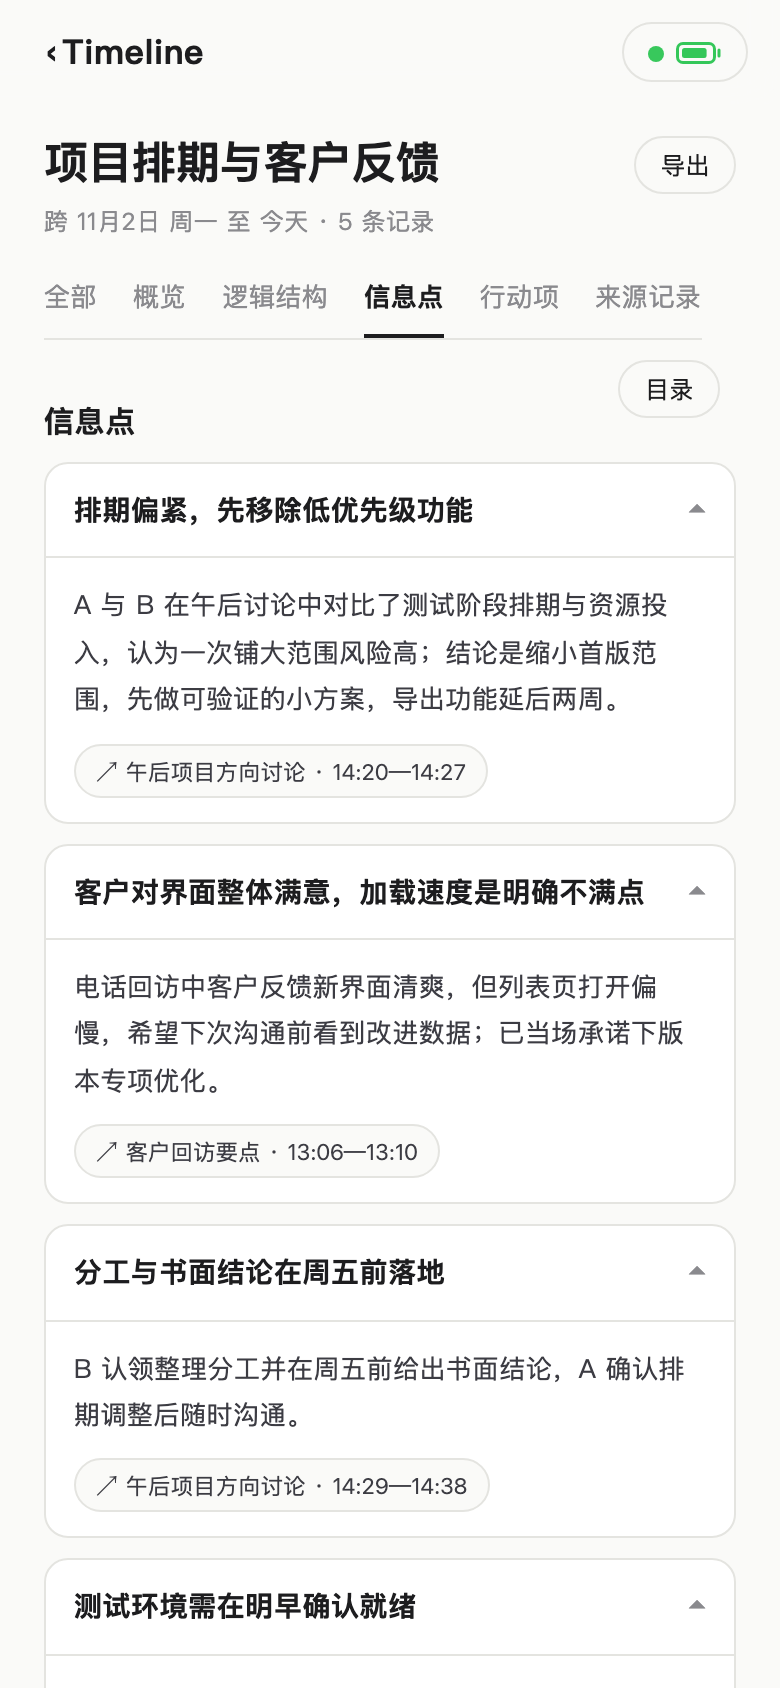 ‹Timeline
项目排期与客户反馈
导出
跨 11月2日 周一 至 今天 · 5 条记录
全部 概览 逻辑结构 信息点 行动项 来源记录
目录
信息点
排期偏紧，先移除低优先级功能
A 与 B 在午后讨论中对比了测试阶段排期与资源投
入，认为一次铺大范围风险高；结论是缩小首版范
围，先做可验证的小方案，导出功能延后两周。
↗ 午后项目方向讨论 · 14:20—14:27
客户对界面整体满意，加载速度是明确不满点
电话回访中客户反馈新界面清爽，但列表页打开偏
慢，希望下次沟通前看到改进数据；已当场承诺下版
本专项优化。
↗ 客户回访要点 · 13:06—13:10
分工与书面结论在周五前落地
B 认领整理分工并在周五前给出书面结论，A 确认排
期调整后随时沟通。
↗ 午后项目方向讨论 · 14:29—14:38
测试环境需在明早确认就绪